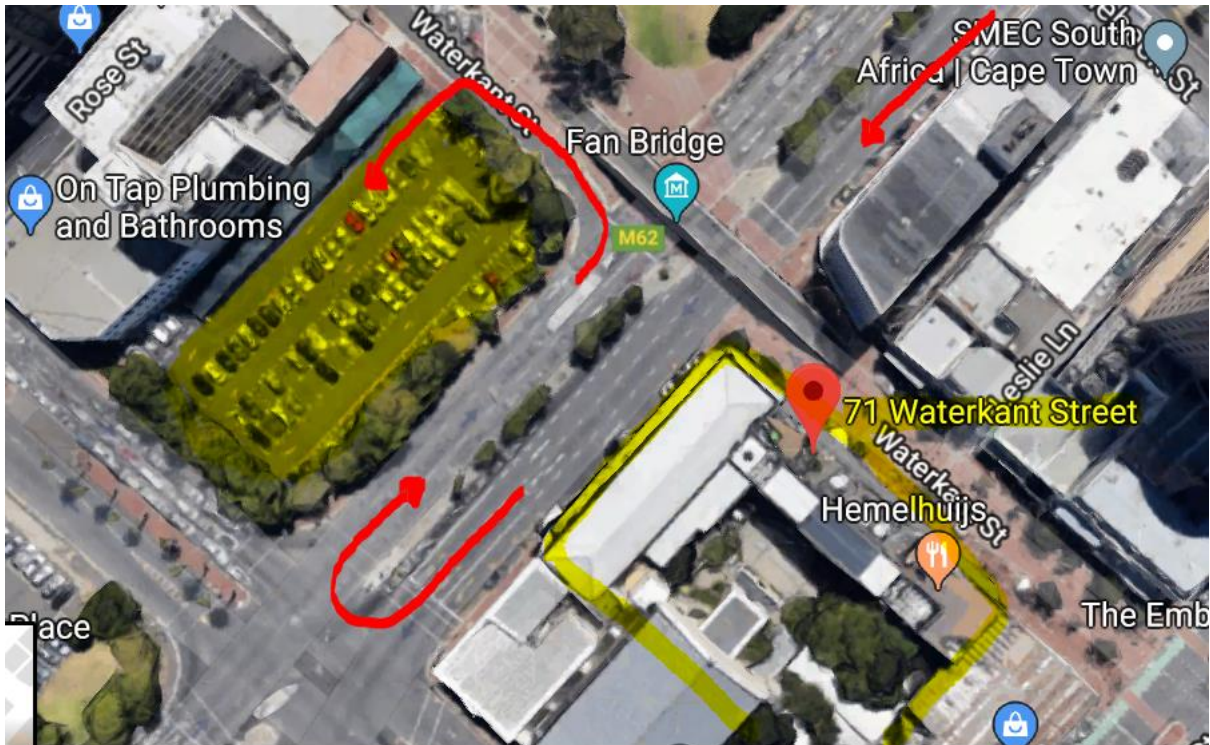 Rose St
Waterkant St
SMEC South
Africa | Cape Town
Fan Bridge
On Tap Plumbing
and Bathrooms
M62
Leslie Ln
71 Waterkant Street
Waterkant St
Hemelhuijs
Place
The Emb